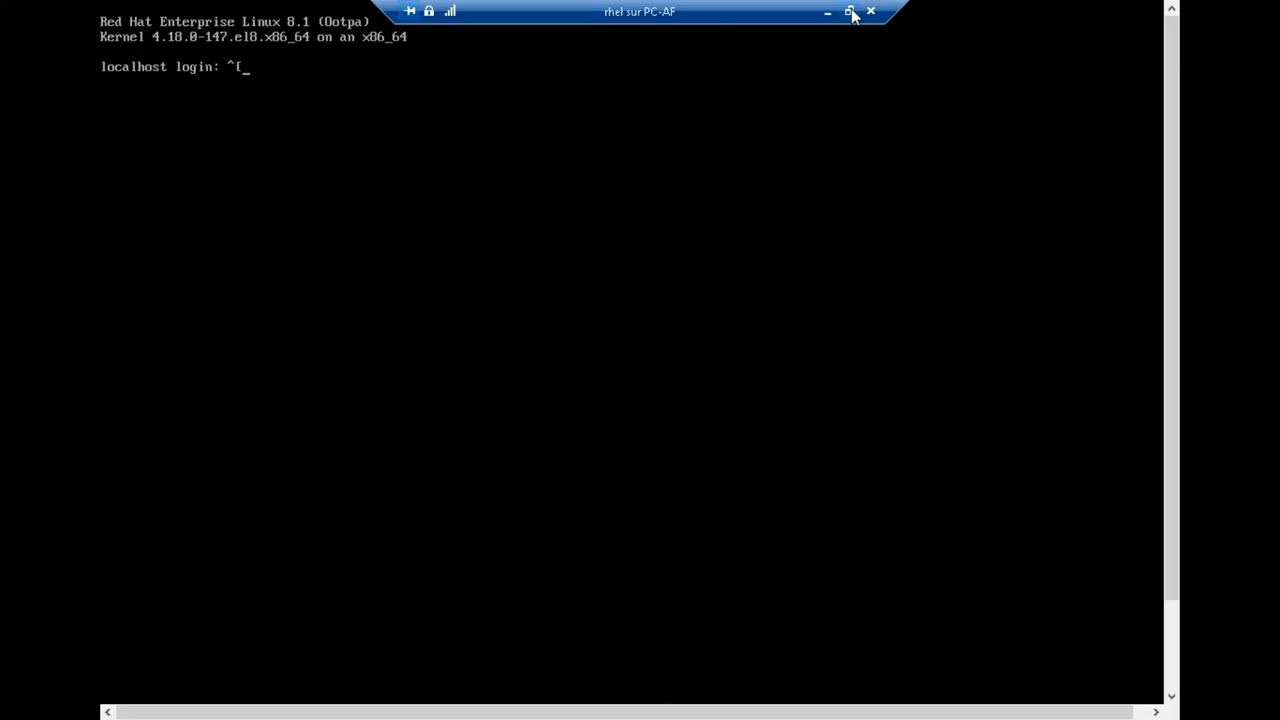 rhel sur PC-AF
Red Hat Enterprise Linux 8.1 (Ootpa)
Kernel 4.18.0-147.el8.x86_64 on an x86_64
localhost login: ^[_